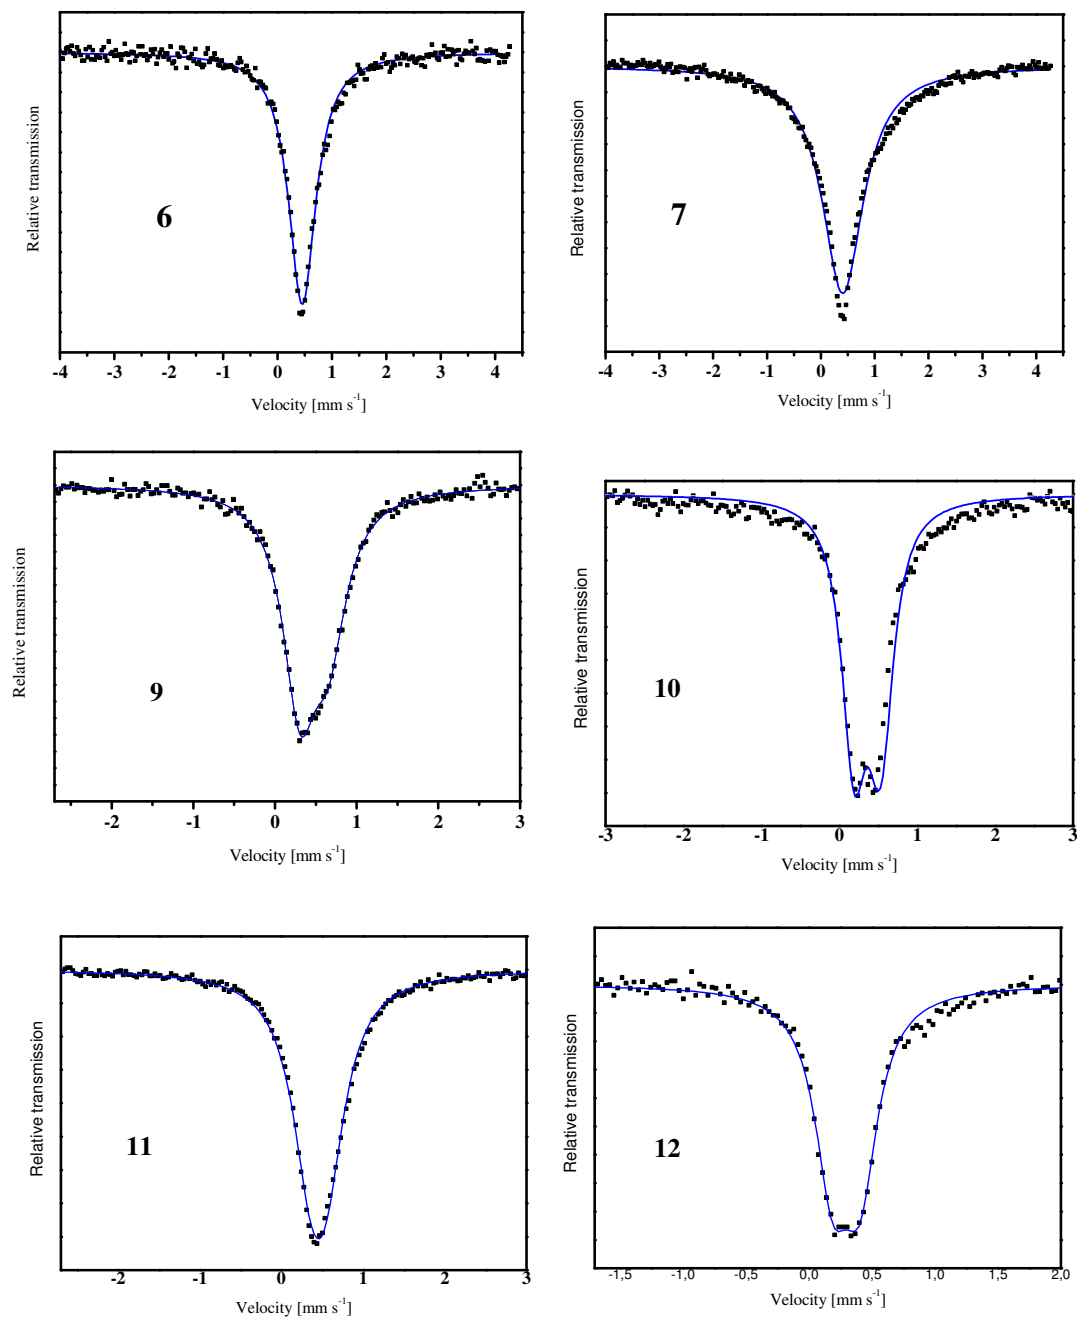 Relative transmission
6
-4 -3 -2 -1 0 1 2 3 4
Velocity [mm s-1]
Relative transmission
7
-4 -3 -2 -1 0 1 2 3 4
Velocity [mm s-1]
Relative transmission
9
-2 -1 0 1 2 3
Velocity [mm s-1]
Relative transmission
10
-3 -2 -1 0 1 2 3
Velocity [mm s-1]
Relative transmission
11
-2 -1 0 1 2 3
Velocity [mm s-1]
Relative transmission
12
-1,5 -1,0 -0,5 0,0 0,5 1,0 1,5 2,0
Velocity [mm s-1]